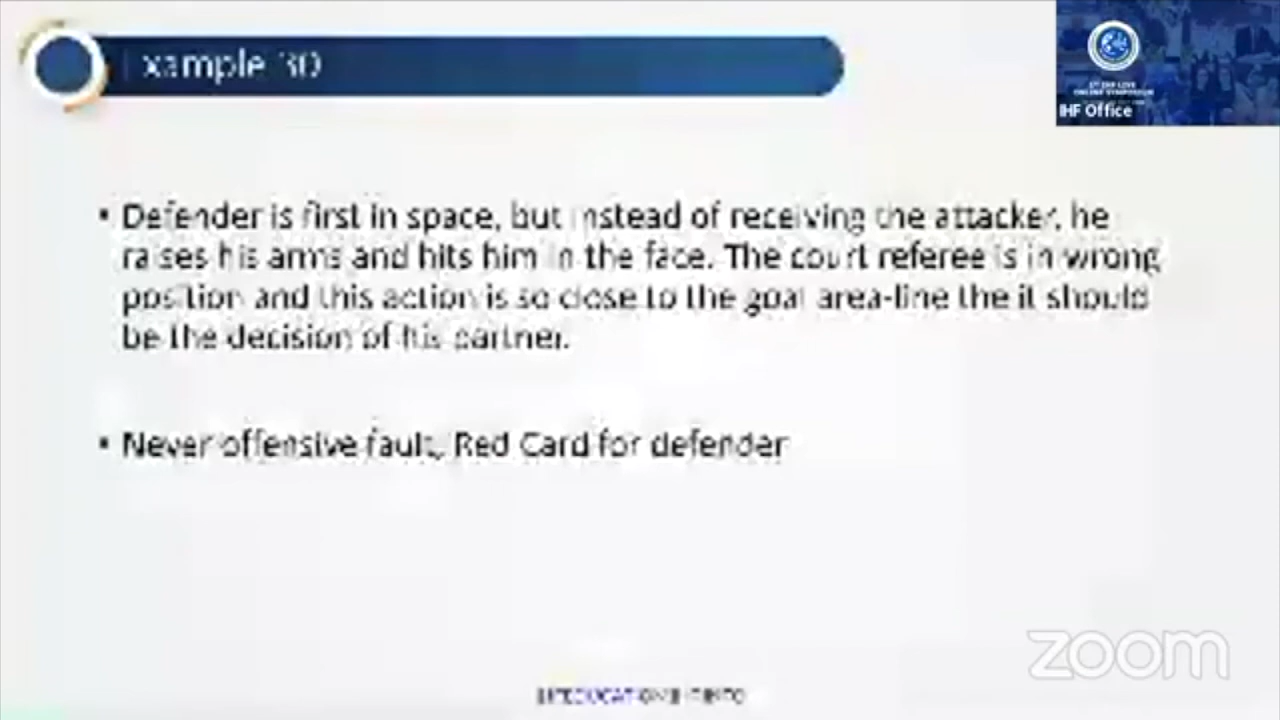 Example 30
IHF Office
Defender is first in space, but instead of receiving the attacker, he
raises his arms and hits him in the face. The court referee is in wrong
position and this action is so close to the goal area-line the it should
be the decision of his partner.
Never offensive fault, Red Card for defender
zoom